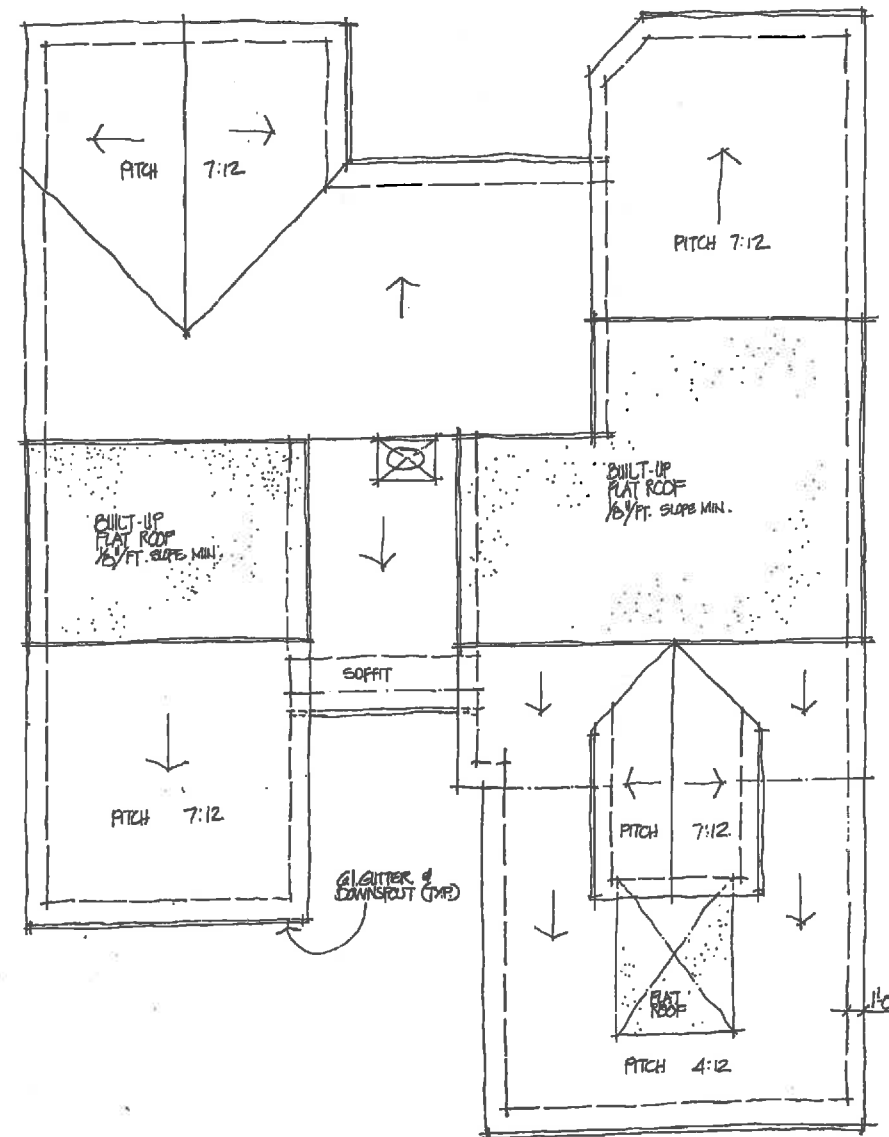 PITCH 7:12
PITCH 7:12
BUILT-UP
FLAT ROOF
1/8"/FT. SLOPE MIN.
BUILT-UP
FLAT ROOF
1/8"/FT. SLOPE MIN.
SOFFIT
PITCH 7:12
PITCH 7:12
G.I. GUTTER &
DOWNSPOUT (TYP.)
FLAT
ROOF
PITCH 4:12